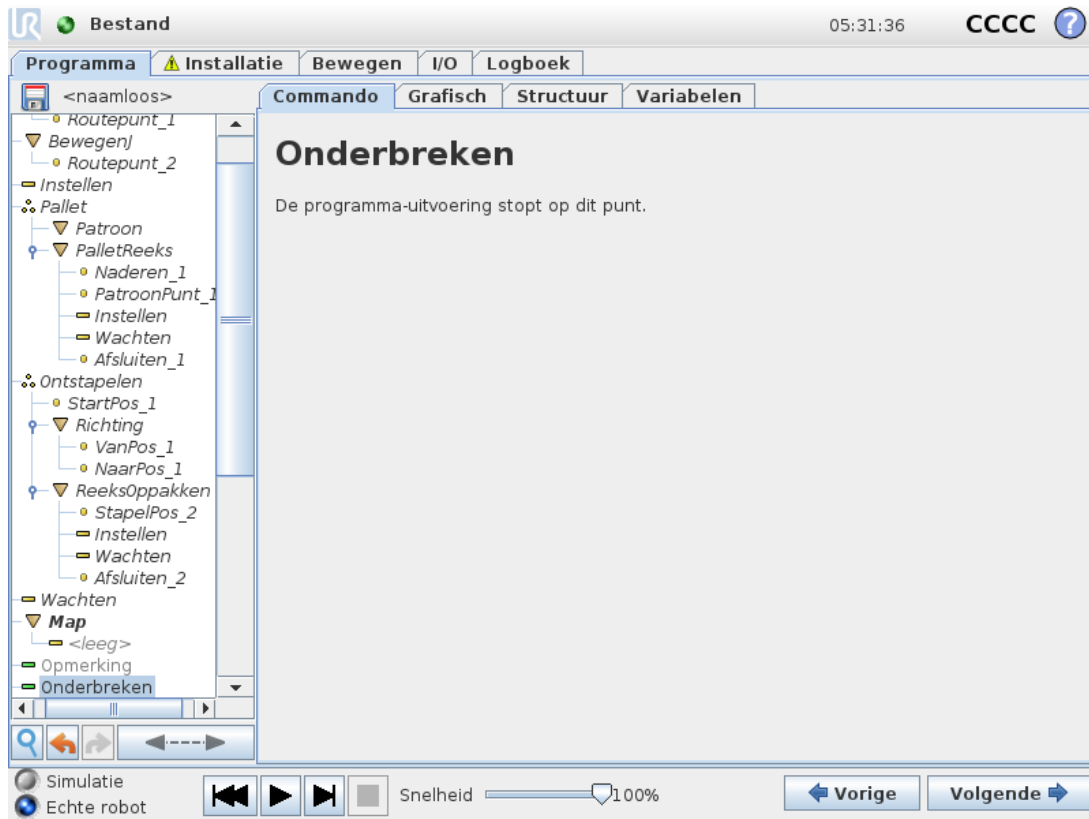 UR Bestand 05:31:36 CCCC ?
Programma Installatie Bewegen I/O Logboek
<naamloos>
Commando Grafisch Structuur Variabelen
Routepunt_1
BewegenJ
Routepunt_2
Instellen
Pallet
Patroon
PalletReeks
Naderen_1
PatroonPunt_1
Instellen
Wachten
Afsluiten_1
Ontstapelen
StartPos_1
Richting
VanPos_1
NaarPos_1
ReeksOppakken
StapelPos_2
Instellen
Wachten
Afsluiten_2
Wachten
Map
<leeg>
Opmerking
Onderbreken
Onderbreken
De programma-uitvoering stopt op dit punt.
Simulatie
Echte robot
Snelheid 100%
Vorige Volgende